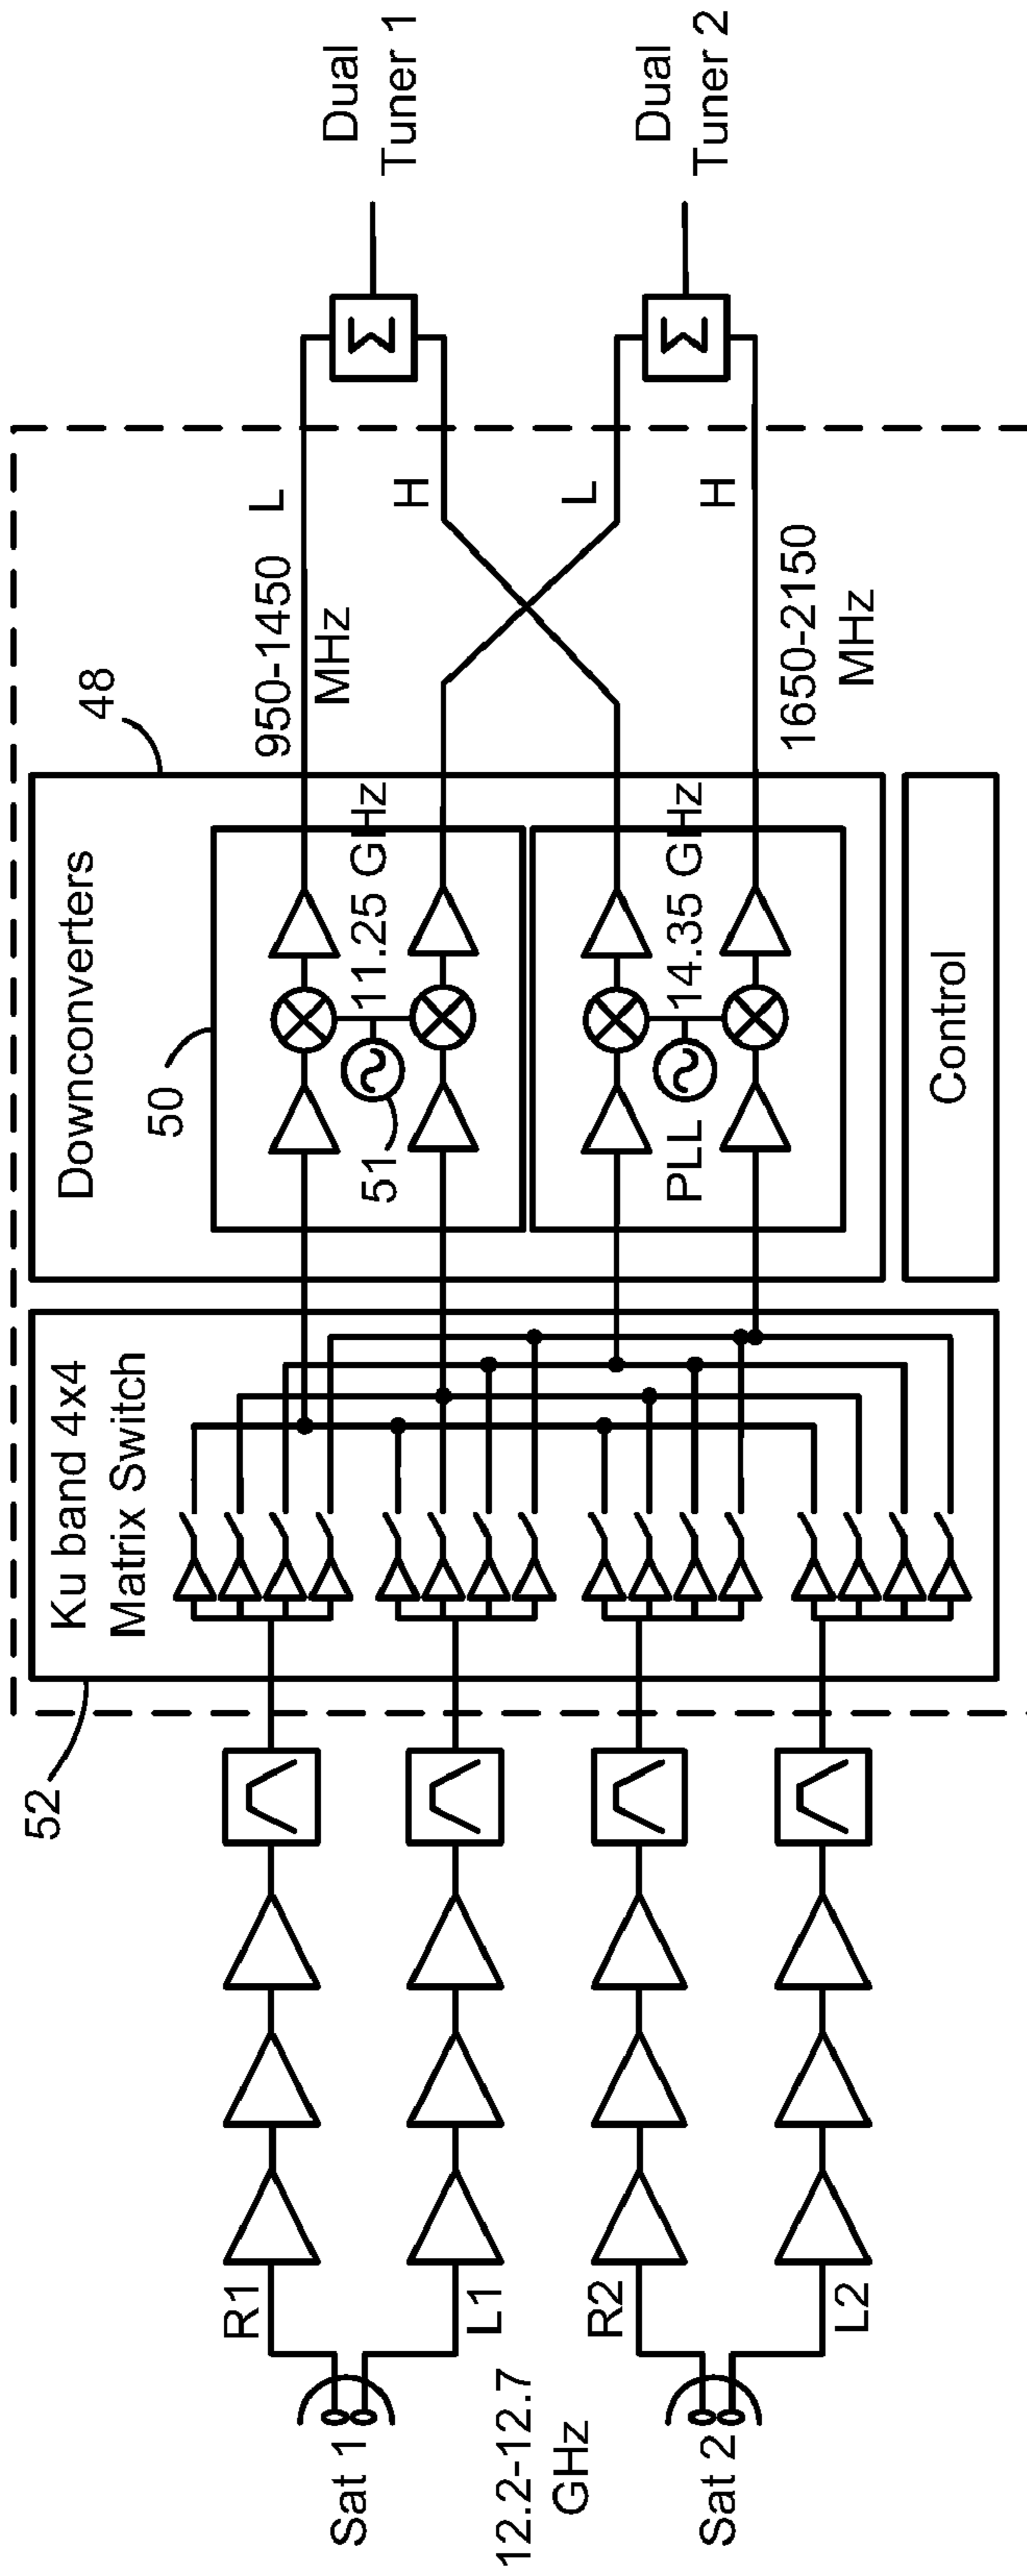 Sat 1
12.2-12.7
GHz
Sat 2
R1
L1
R2
L2
52
Ku band 4x4
Matrix Switch
Downconverters
48
50
51
11.25 GHz
PLL
14.35 GHz
Control
950-1450
MHz
L
H
L
H
1650-2150
MHz
Σ
Σ
Dual
Tuner 1
Dual
Tuner 2